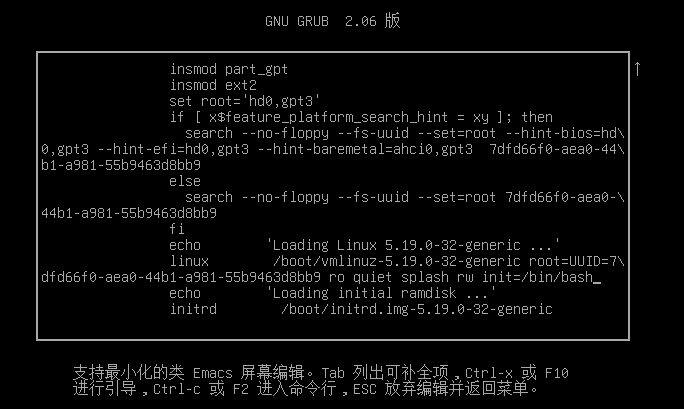 GNU GRUB  2.06 版
insmod part_gpt
insmod ext2
set root='hd0,gpt3'
if [ x$feature_platform_search_hint = xy ]; then
search --no-floppy --fs-uuid --set=root --hint-bios=hd\
0,gpt3 --hint-efi=hd0,gpt3 --hint-baremetal=ahci0,gpt3  7dfd66f0-aea0-44\
b1-a981-55b9463d8bb9
else
search --no-floppy --fs-uuid --set=root 7dfd66f0-aea0-\
44b1-a981-55b9463d8bb9
fi
echo 'Loading Linux 5.19.0-32-generic ...'
linux /boot/vmlinuz-5.19.0-32-generic root=UUID=7\
dfd66f0-aea0-44b1-a981-55b9463d8bb9 ro quiet splash rw init=/bin/bash_
echo 'Loading initial ramdisk ...'
initrd /boot/initrd.img-5.19.0-32-generic
支持最小化的类 Emacs 屏幕编辑。Tab 列出可补全项，Ctrl-x 或 F10
进行引导，Ctrl-c 或 F2 进入命令行，ESC 放弃编辑并返回菜单。